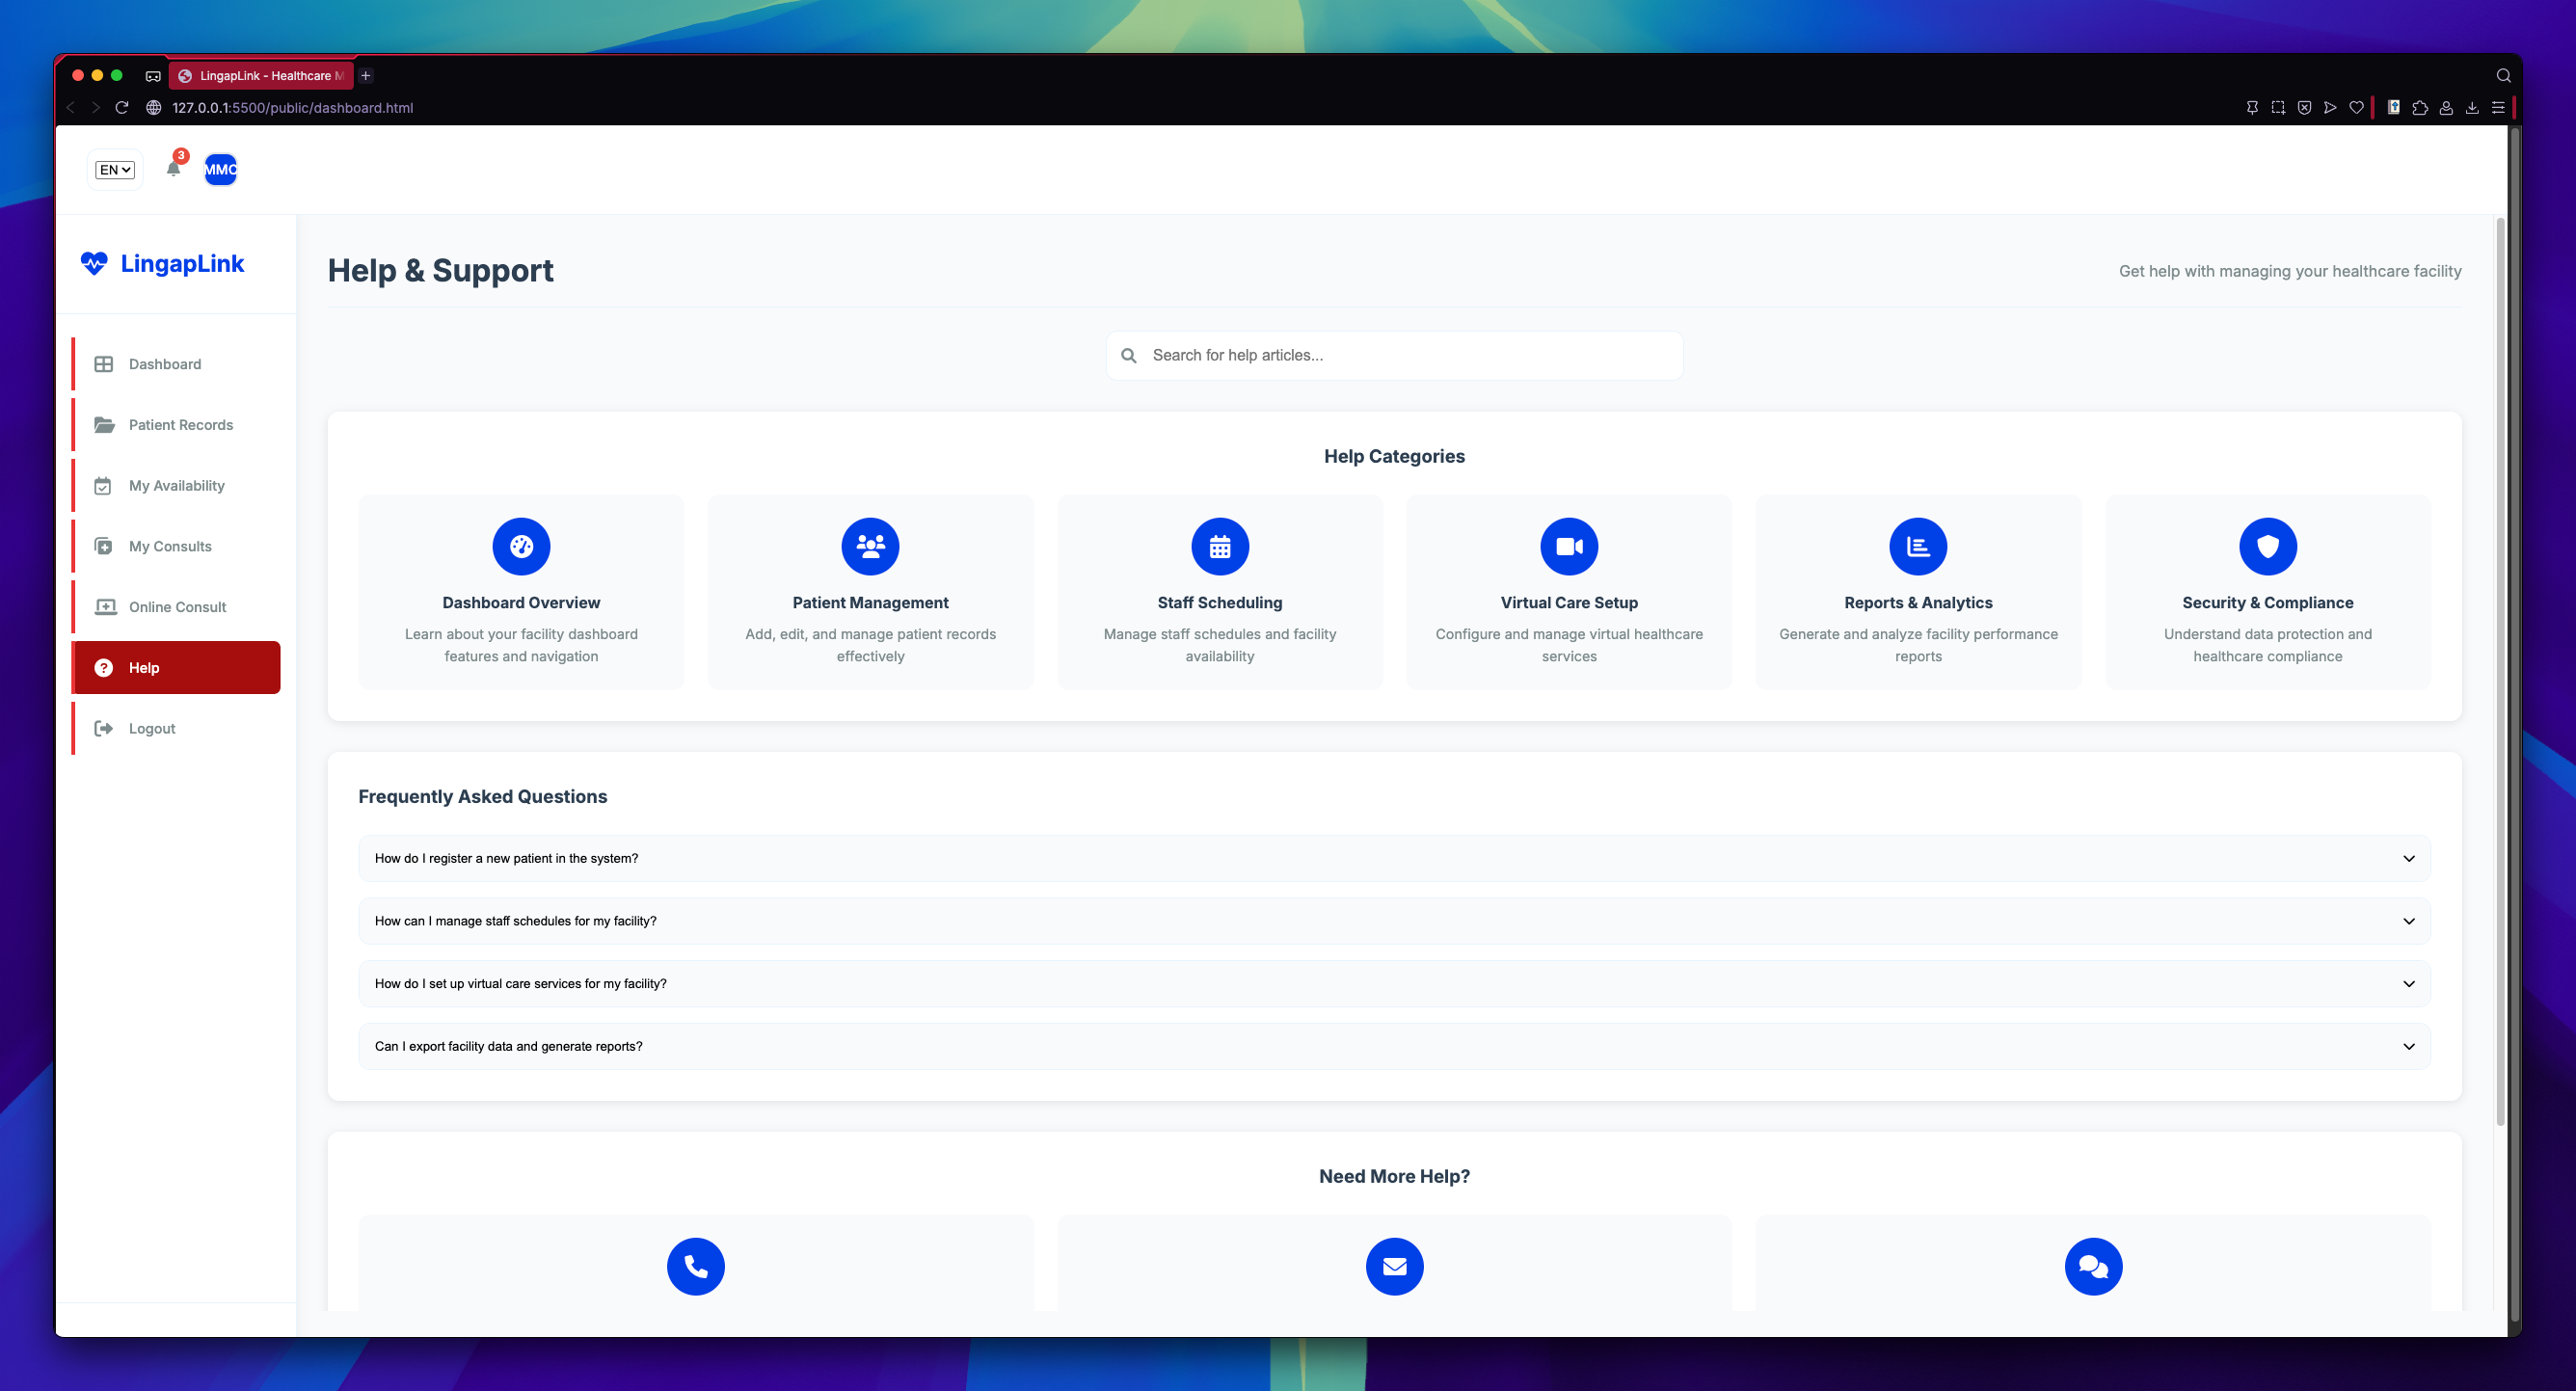 LingapLink - Healthcare M
127.0.0.1:5500/public/dashboard.html
EN
3
MMC
LingapLink
Dashboard
Patient Records
My Availability
My Consults
Online Consult
Help
Logout
Help & Support
Get help with managing your healthcare facility
Search for help articles...
Help Categories
Dashboard Overview
Learn about your facility dashboard
features and navigation
Patient Management
Add, edit, and manage patient records
effectively
Staff Scheduling
Manage staff schedules and facility
availability
Virtual Care Setup
Configure and manage virtual healthcare
services
Reports & Analytics
Generate and analyze facility performance
reports
Security & Compliance
Understand data protection and
healthcare compliance
Frequently Asked Questions
How do I register a new patient in the system?
How can I manage staff schedules for my facility?
How do I set up virtual care services for my facility?
Can I export facility data and generate reports?
Need More Help?